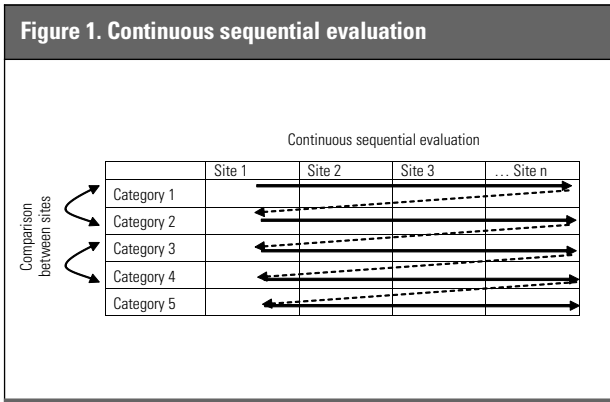 Figure 1. Continuous sequential evaluation
Continuous sequential evaluation
Site 1 Site 2 Site 3 … Site n
Comparison
between sites
Category 1
Category 2
Category 3
Category 4
Category 5